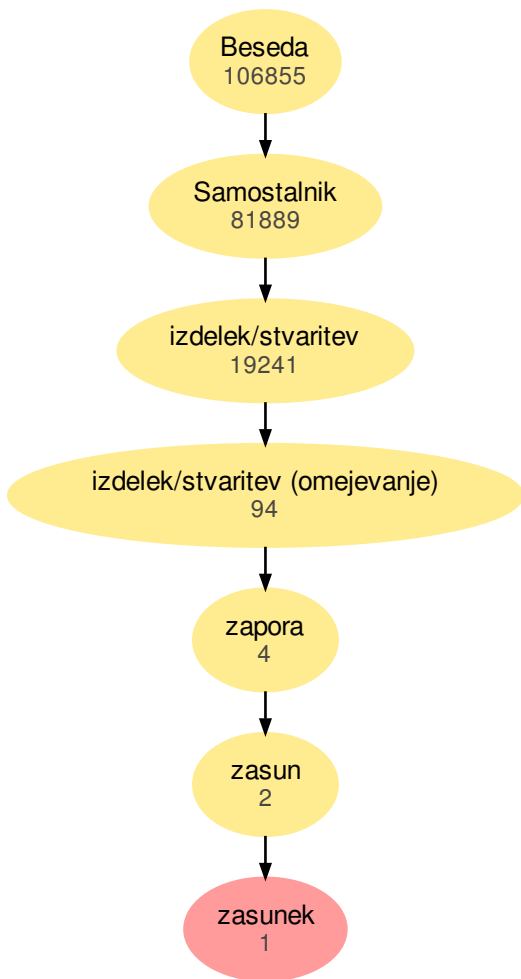 Beseda
106855
Samostalnik
81889
izdelek/stvaritev
19241
izdelek/stvaritev (omejevanje)
94
zapora
4
zasun
2
zasunek
1